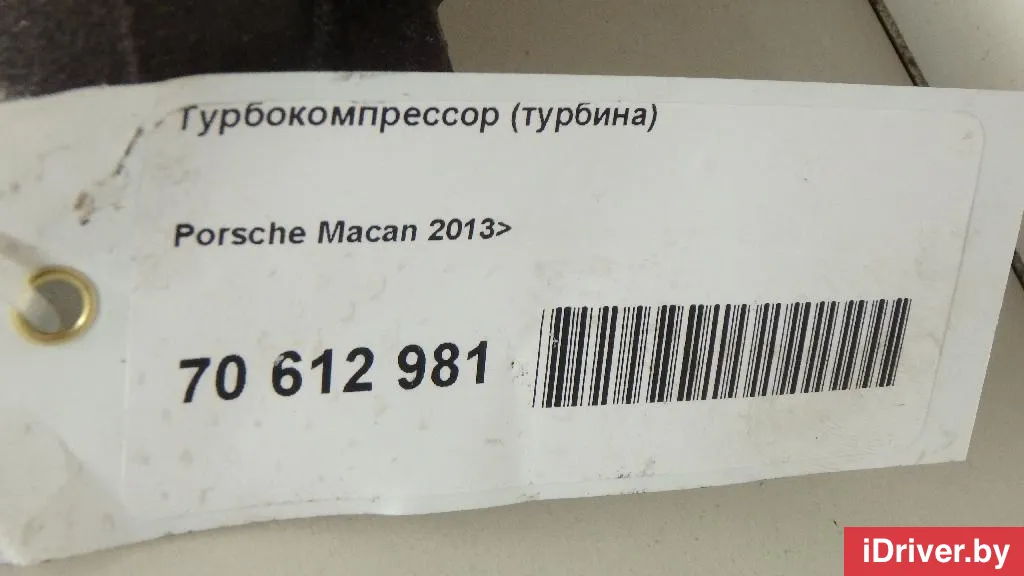 Турбокомпрессор (турбина)
Porsche Macan 2013>
70 612 981
iDriver.by